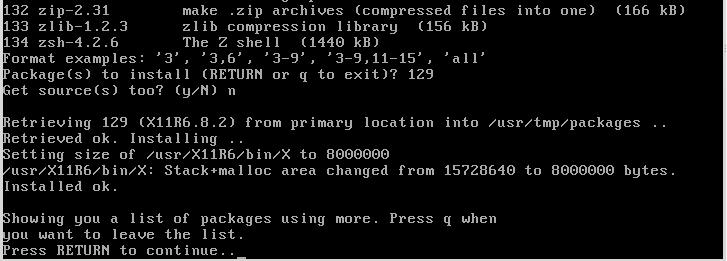 132 zip-2.31 make .zip archives (compressed files into one) (166 kB)
133 zlib-1.2.3 zlib compression library (156 kB)
134 zsh-4.2.6 The Z shell (1440 kB)
Format examples: '3', '3,6', '3-9', '3-9,11-15', 'all'
Package(s) to install (RETURN or q to exit)? 129
Get source(s) too? (y/N) n

Retrieving 129 (X11R6.8.2) from primary location into /usr/tmp/packages ..
Retrieved ok. Installing ..
Setting size of /usr/X11R6/bin/X to 8000000
/usr/X11R6/bin/X: Stack+malloc area changed from 15728640 to 8000000 bytes.
Installed ok.

Showing you a list of packages using more. Press q when
you want to leave the list.
Press RETURN to continue.._